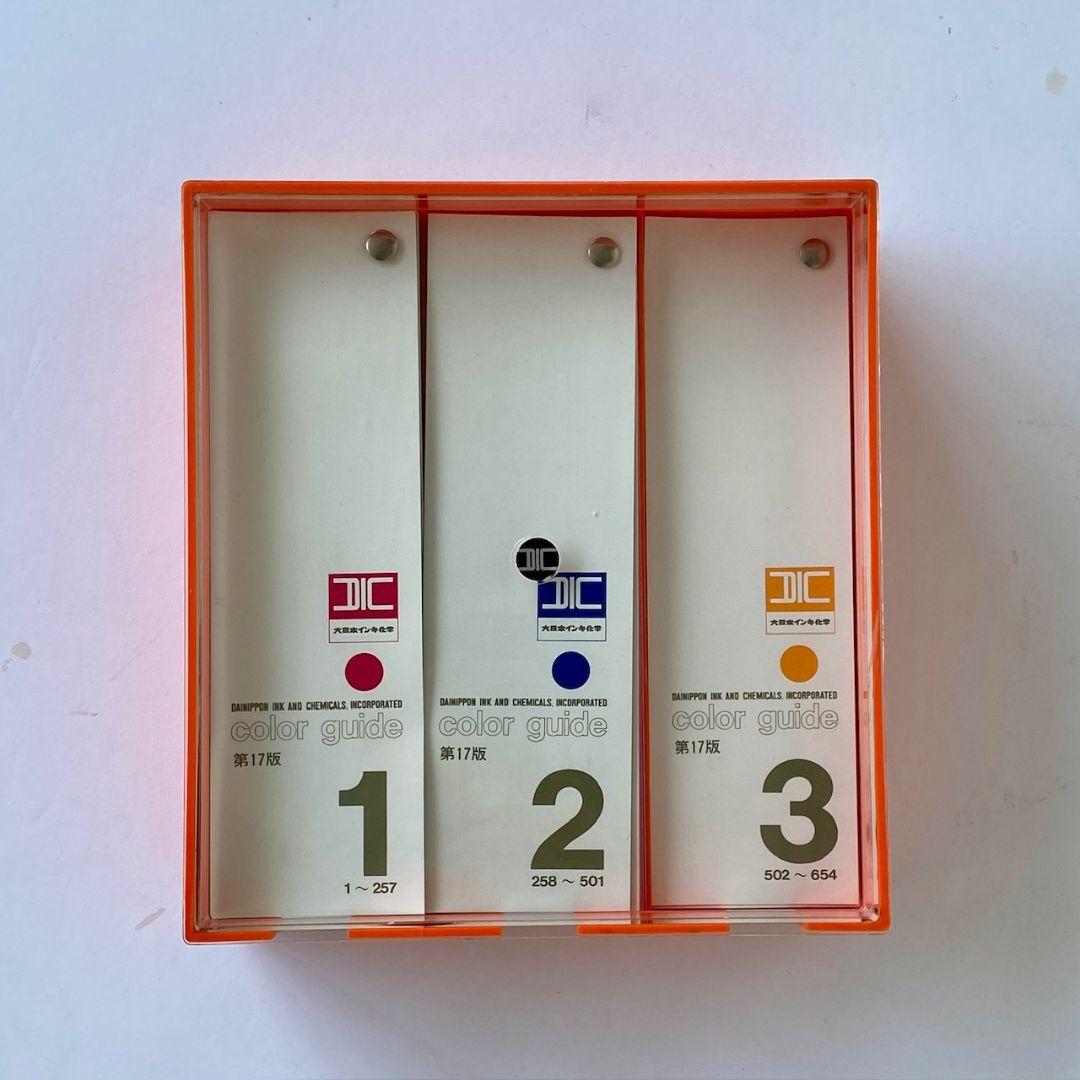 DIC
大日本インキ化学
DAINIPPON INK AND CHEMICALS, INCORPORATED
color guide
第17版
1
1〜257
DIC
DIC
大日本インキ化学
DAINIPPON INK AND CHEMICALS, INCORPORATED
color guide
第17版
2
258〜501
DIC
大日本インキ化学
DAINIPPON INK AND CHEMICALS, INCORPORATED
color guide
第17版
3
502〜654